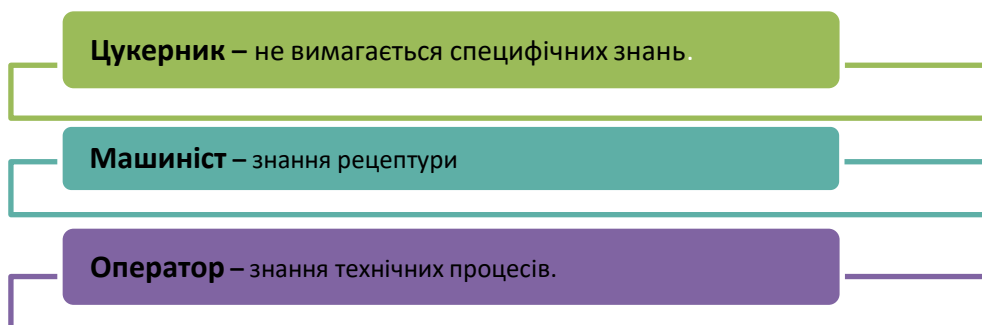 Цукерник – не вимагається специфічних знань.
Машиніст – знання рецептури
Оператор – знання технічних процесів.